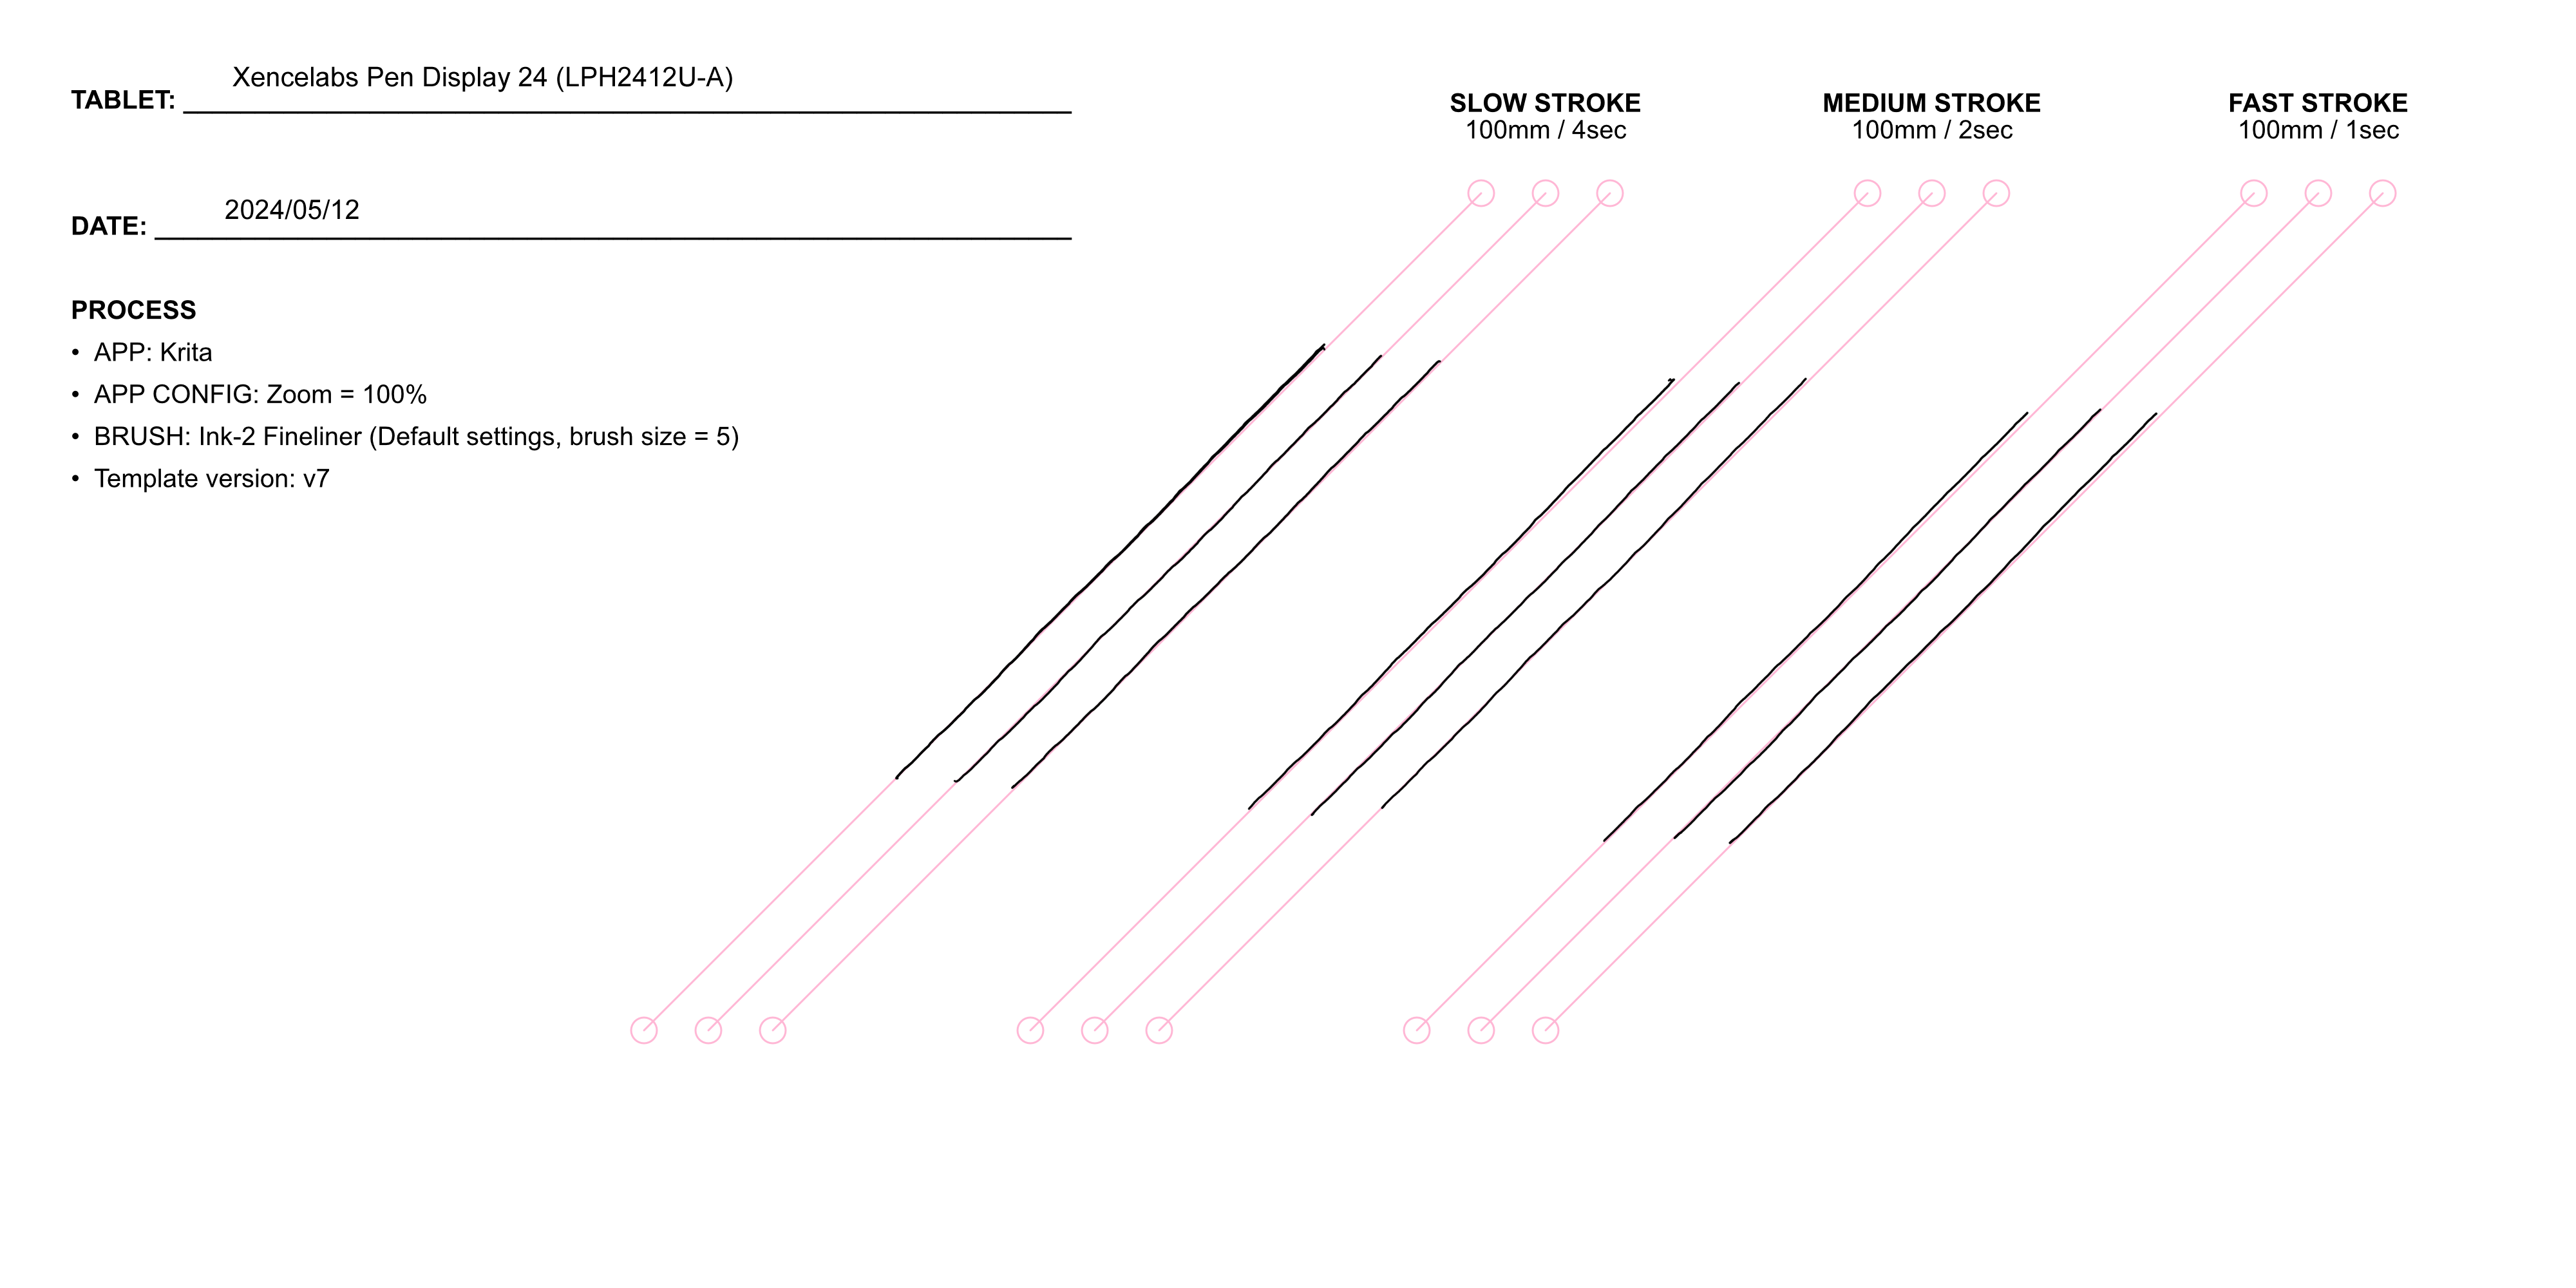 TABLET: Xencelabs Pen Display 24 (LPH2412U-A)
DATE: 2024/05/12
PROCESS
• APP: Krita
• APP CONFIG: Zoom = 100%
• BRUSH: Ink-2 Fineliner (Default settings, brush size = 5)
• Template version: v7
SLOW STROKE
100mm / 4sec
MEDIUM STROKE
100mm / 2sec
FAST STROKE
100mm / 1sec